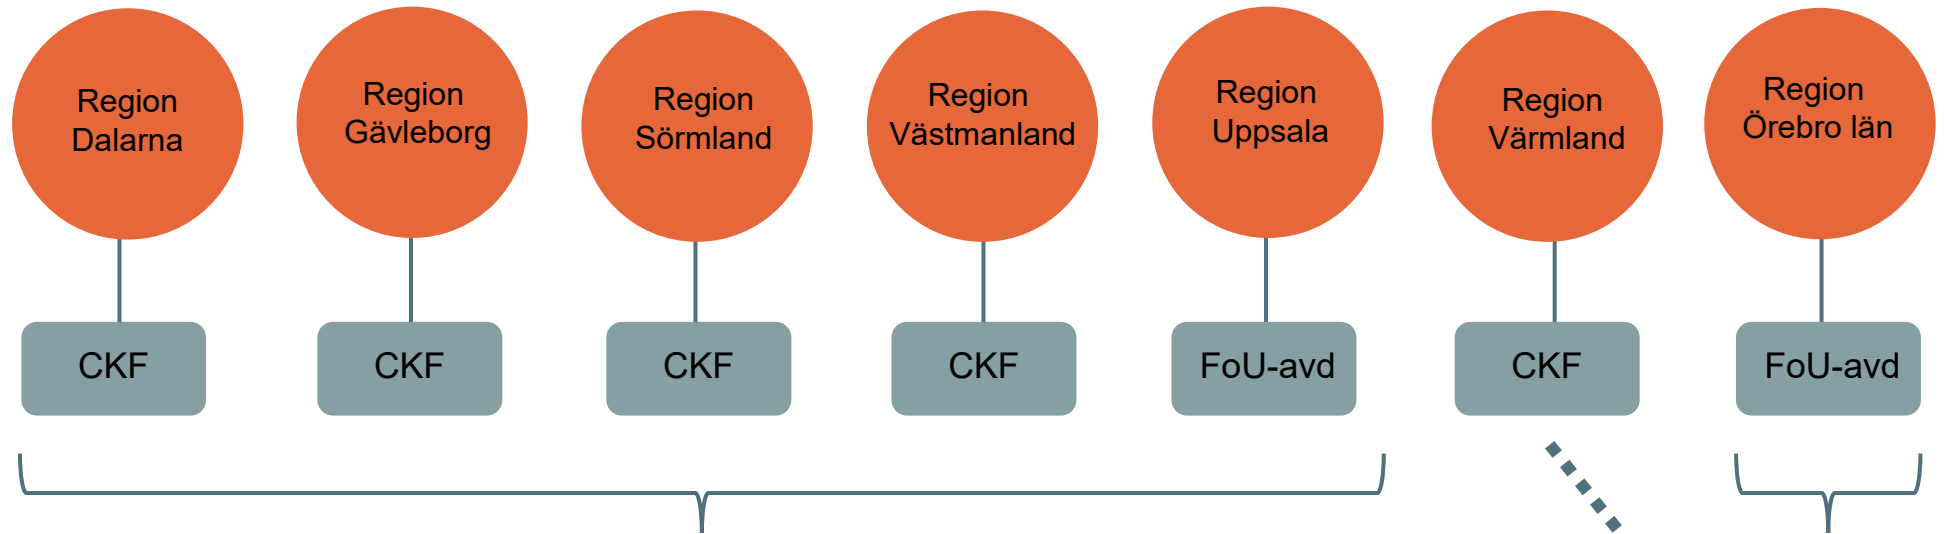 Region
Dalarna
Region
Gävleborg
Region
Sörmland
Region
Västmanland
Region
Uppsala
Region
Värmland
Region
Örebro län
CKF
CKF
CKF
CKF
FoU-avd
CKF
FoU-avd